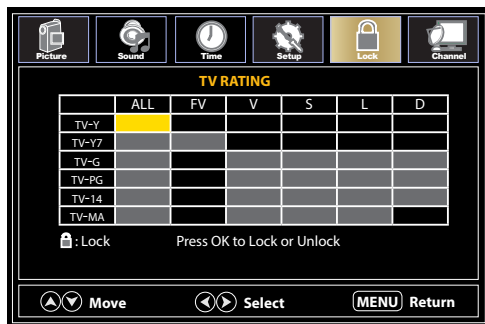 Picture Sound Time Setup Lock Channel
TV RATING
ALL FV V S L D
TV-Y
TV-Y7
TV-G
TV-PG
TV-14
TV-MA
: Lock Press OK to Lock or Unlock
Move Select MENU Return